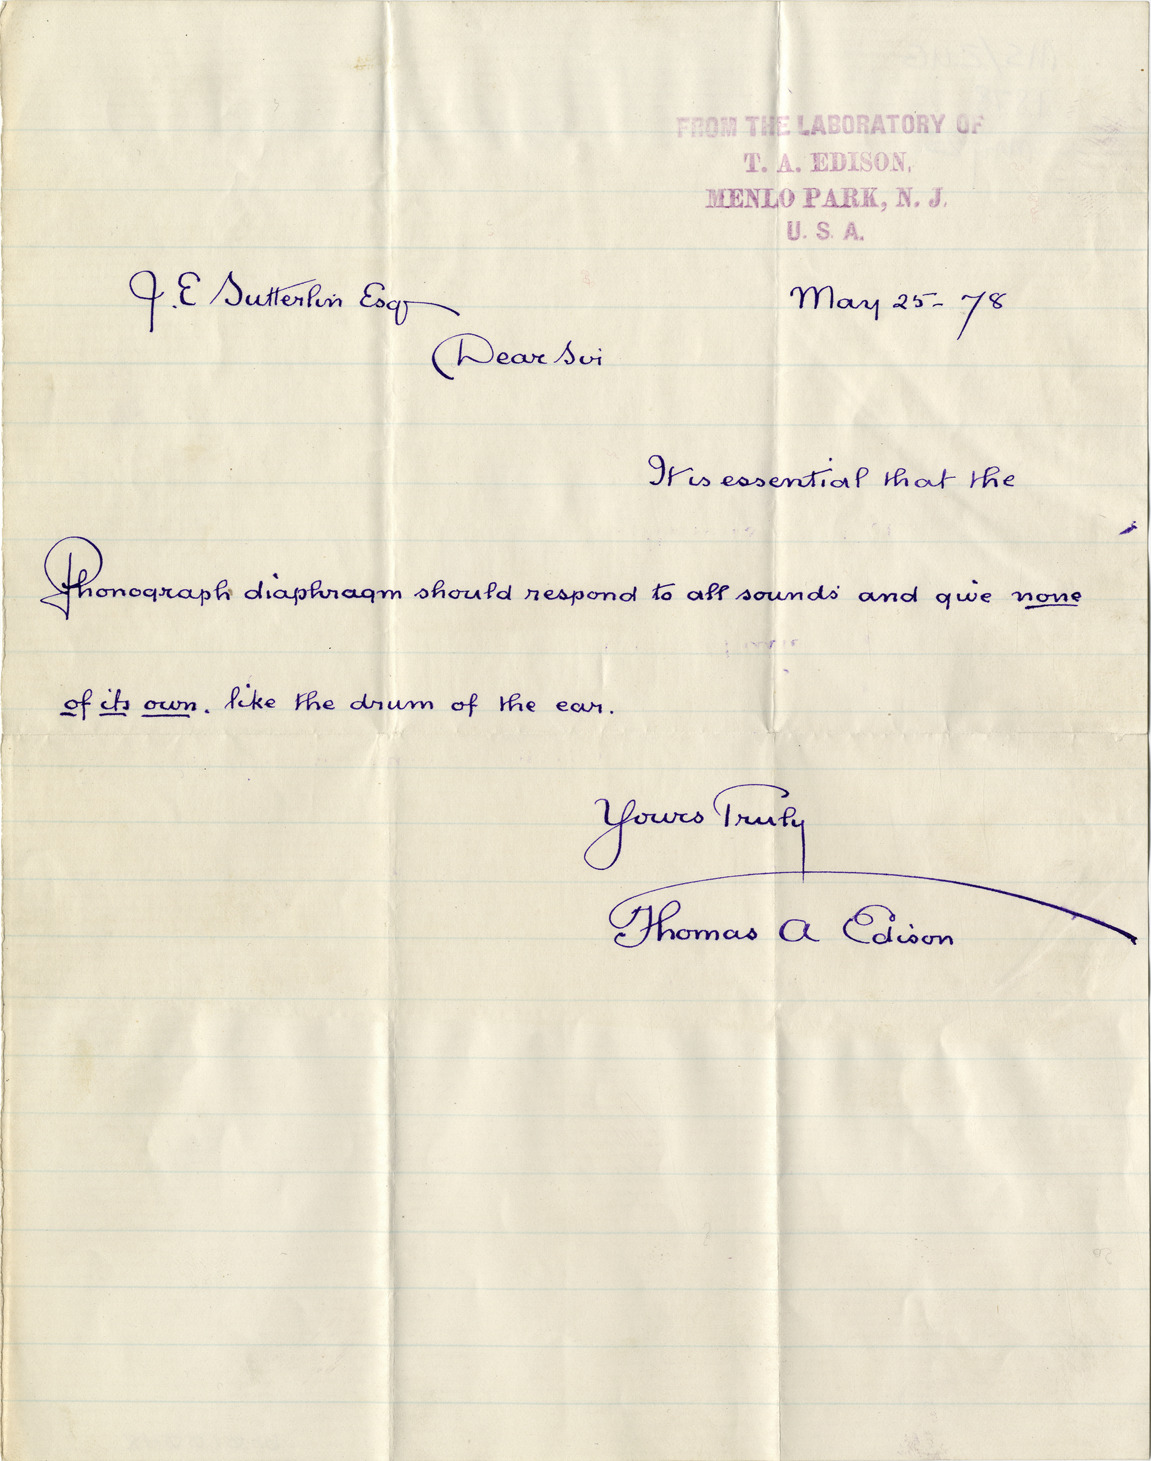 FROM THE LABORATORY OF
T. A. EDISON,
MENLO PARK, N. J.
U. S. A.
J. E Sutterlin Esq
May 25- 78
Dear Sir
It is essential that the
Phonograph diaphragm should respond to all sounds and give none
of its own. like the drum of the ear.
Yours Truly
Thomas A Edison